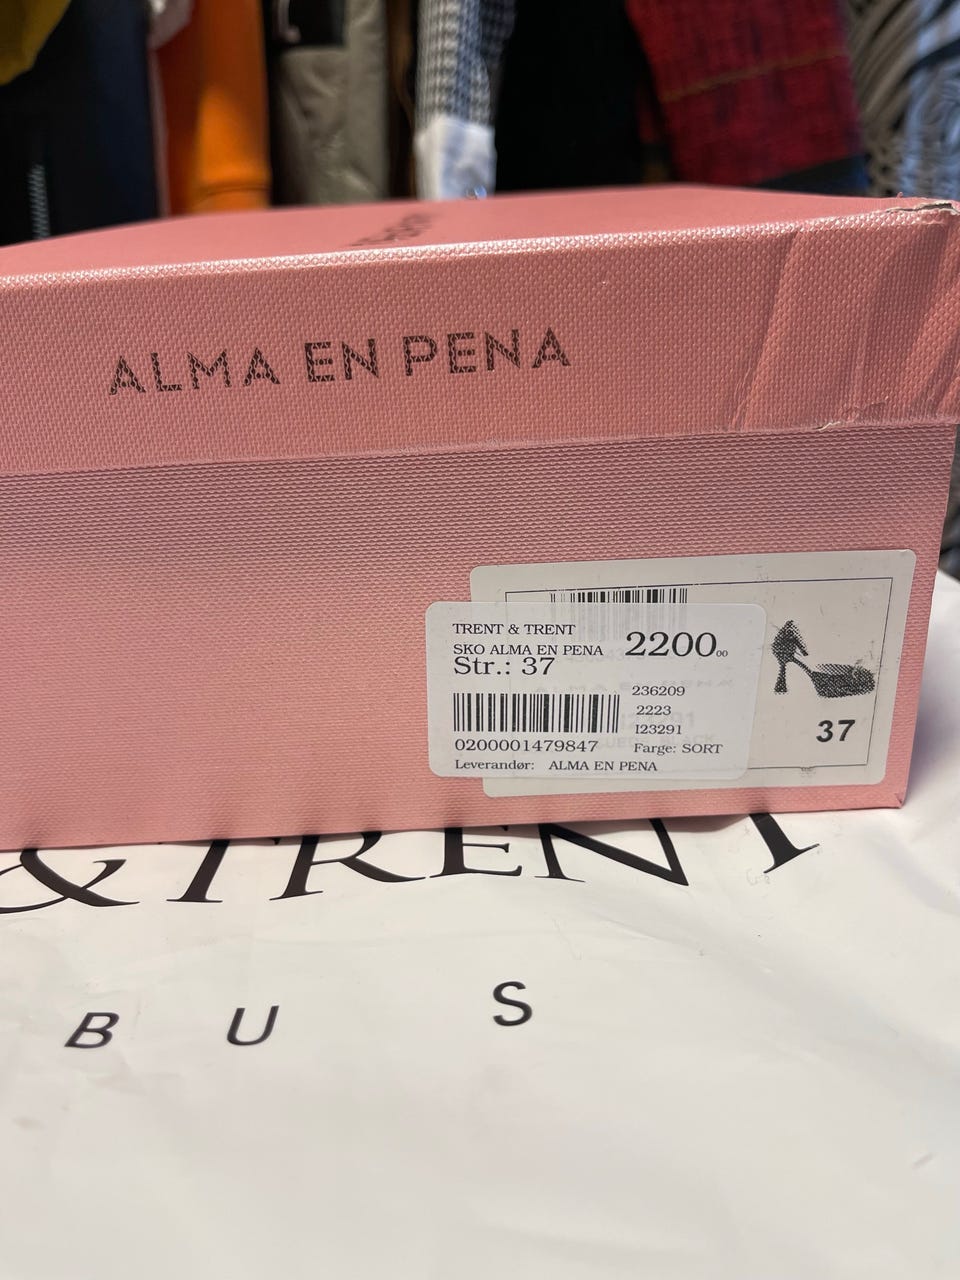 ALMA EN PENA
TRENT & TRENT
SKO ALMA EN PENA
2200.00
Str.: 37
236209
2223
I23291
0200001479847
Farge: SORT
Leverandør: ALMA EN PENA
37
& TRENT
B U S